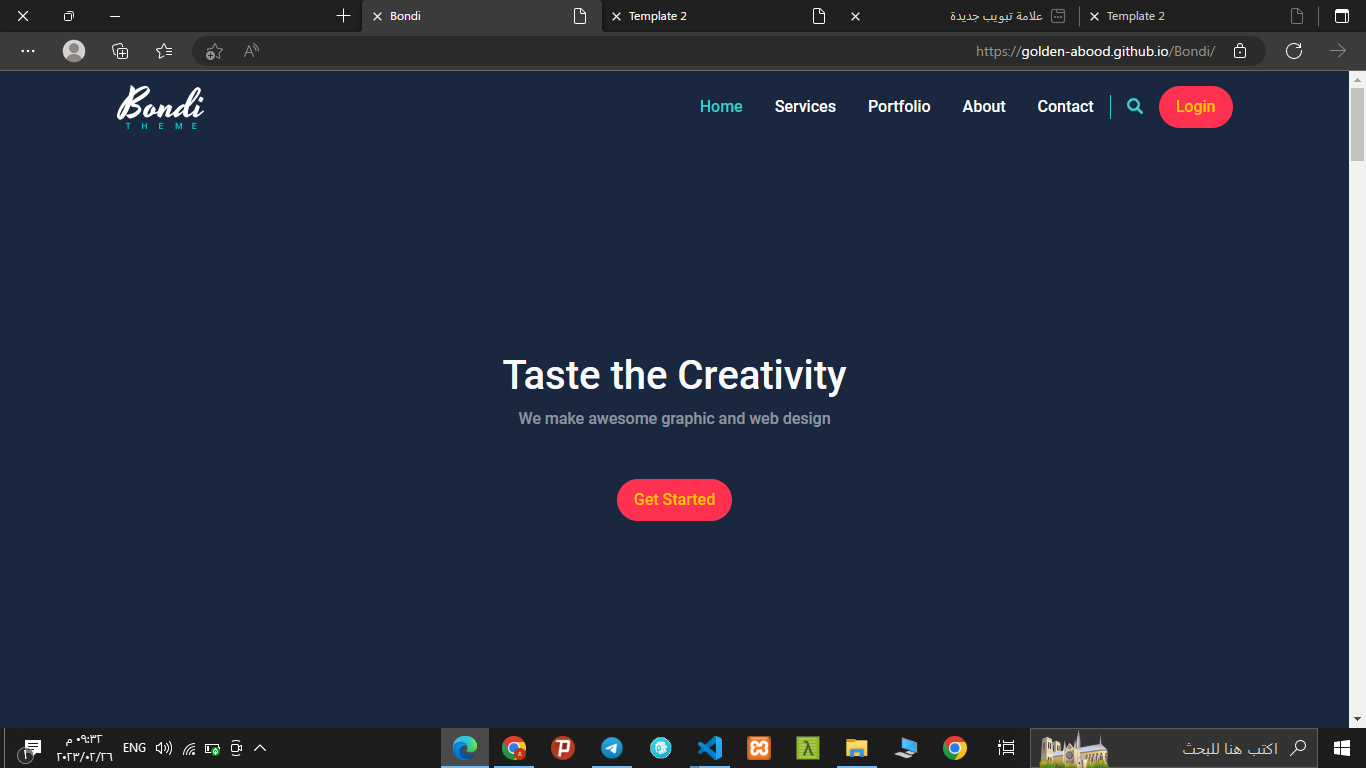 Bondi
Template 2
علامة تبويب جديدة
Template 2
https://golden-abood.github.io/Bondi/
Bondi
THEME
Home
Services
Portfolio
About
Contact
Login
Taste the Creativity
We make awesome graphic and web design
Get Started
٠٩:٣٢ م
٢٠٢٣/٠٢/٢٦
ENG
اكتب هنا للبحث